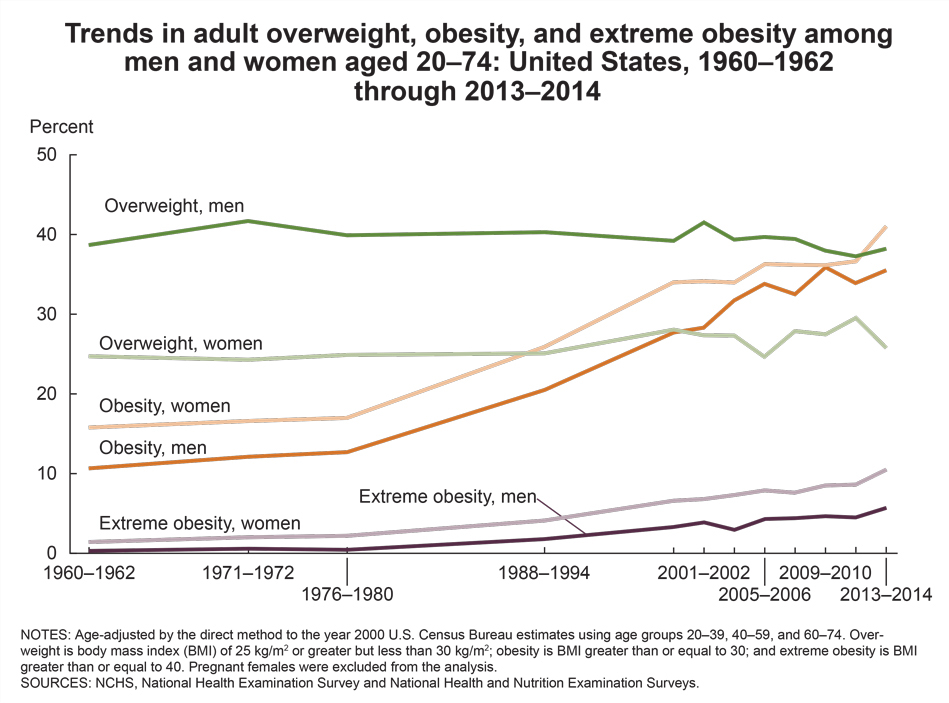 Trends in adult overweight, obesity, and extreme obesity among
men and women aged 20–74: United States, 1960–1962
through 2013–2014
Percent
50
Overweight, men
40
30
Overweight, women
20
Obesity, women
Obesity, men
10
Extreme obesity, men
Extreme obesity, women
0
1960–1962 1971–1972 1988–1994 2001–2002 2009–2010
1976–1980 2005–2006 2013–2014
NOTES: Age-adjusted by the direct method to the year 2000 U.S. Census Bureau estimates using age groups 20–39, 40–59, and 60–74. Over-
weight is body mass index (BMI) of 25 kg/m² or greater but less than 30 kg/m²; obesity is BMI greater than or equal to 30; and extreme obesity is BMI
greater than or equal to 40. Pregnant females were excluded from the analysis.
SOURCES: NCHS, National Health Examination Survey and National Health and Nutrition Examination Surveys.